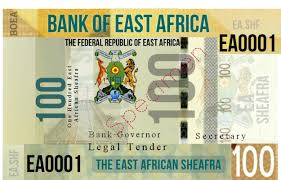 BANK OF EAST AFRICA
THE FEDERAL REPUBLIC OF EAST AFRICA
BOEA
EA.SHF
100
EA0001
One Hundred East
African Sheafra
100
Specimen
100
SHEAFRA
Bank-Governor
Secretary
Legal Tender
EA.SHF
EA0001
THE EAST AFRICAN SHEAFRA
100